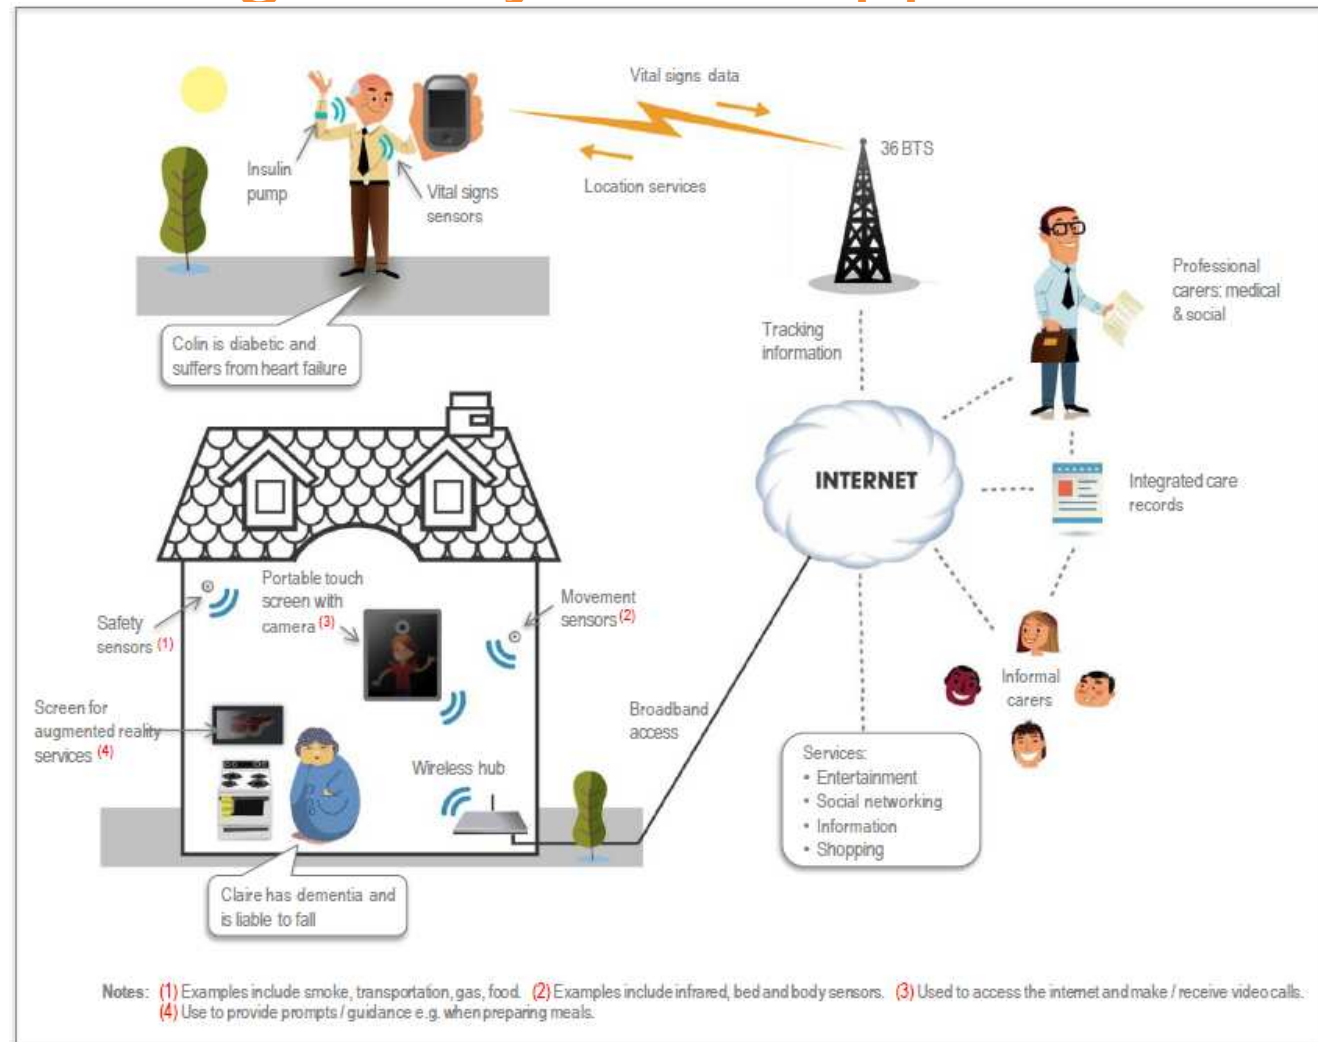 Vital signs data
36 BTS
Insulin
pump
Vital signs
sensors
Location services
Professional
carers: medical
& social
Colin is diabetic and
suffers from heart failure
Tracking
information
INTERNET
Integrated care
records
Safety
sensors (1)
Portable touch
screen with
camera (3)
Movement
sensors (2)
Screen for
augmented reality
services (4)
Wireless hub
Broadband
access
Informal
carers
Services:
• Entertainment
• Social networking
• Information
• Shopping
Claire has dementia and
is liable to fall
Notes: (1) Examples include smoke, transportation, gas, food. (2) Examples include infrared, bed and body sensors. (3) Used to access the internet and make / receive video calls.
(4) Use to provide prompts / guidance e.g. when preparing meals.